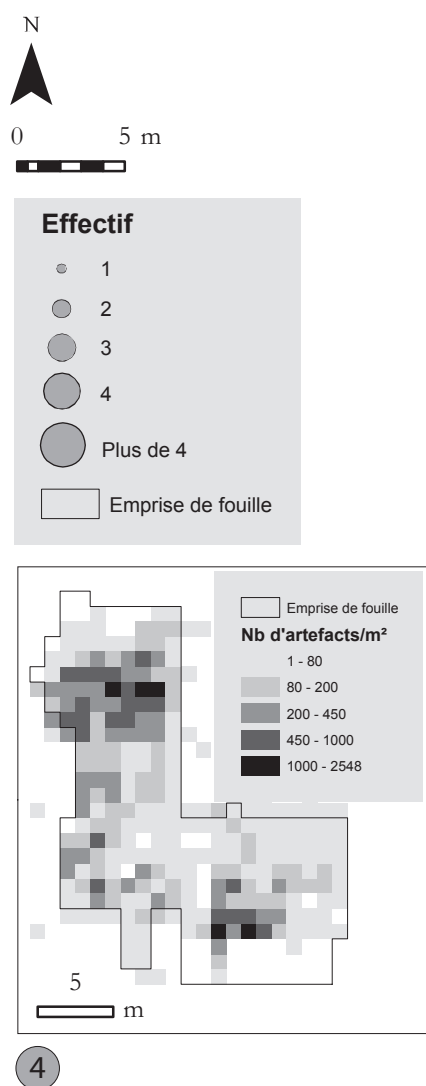 N
0 5 m
Effectif
1
2
3
4
Plus de 4
Emprise de fouille
Emprise de fouille
Nb d'artefacts/m²
1 - 80
80 - 200
200 - 450
450 - 1000
1000 - 2548
5
m
4